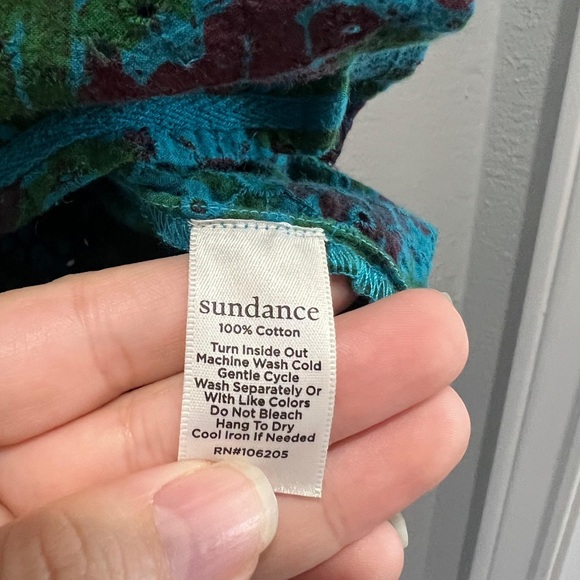 sundance
100% Cotton
Turn Inside Out
Machine Wash Cold
Gentle Cycle
Wash Separately Or
With Like Colors
Do Not Bleach
Hang To Dry
Cool Iron If Needed
RN#106205